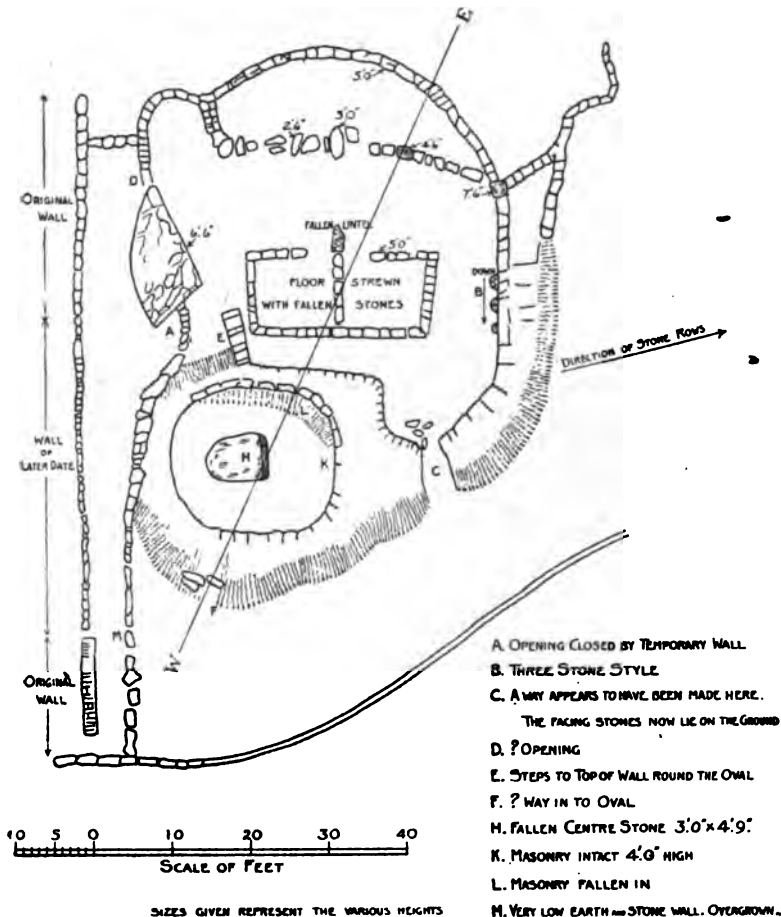 E
5'0"
2'6"
3'0"
4'6"
7'6"
D
ORIGINAL
WALL
6'6"
FALLEN LINTEL
5'0"
FLOOR STREWN
WITH FALLEN STONES
DOWN
B
A
E
DIRECTION OF STONE ROWS
L
WALL
OF
LATER DATE
H
K
C
F
M
W
ORIGINAL
WALL
A. OPENING CLOSED BY TEMPORARY WALL
B. THREE STONE STYLE
C. A WAY APPEARS TO HAVE BEEN MADE HERE.
THE FACING STONES NOW LIE ON THE GROUND
D. ? OPENING
E. STEPS TO TOP OF WALL ROUND THE OVAL
F. ? WAY IN TO OVAL
H. FALLEN CENTRE STONE 3'.0" × 4'.9"
K. MASONRY INTACT 4'.0" HIGH
L. MASONRY FALLEN IN
M. VERY LOW EARTH AND STONE WALL. OVERGROWN.
10 5 0 10 20 30 40
SCALE OF FEET
SIZES GIVEN REPRESENT THE VARIOUS HEIGHTS